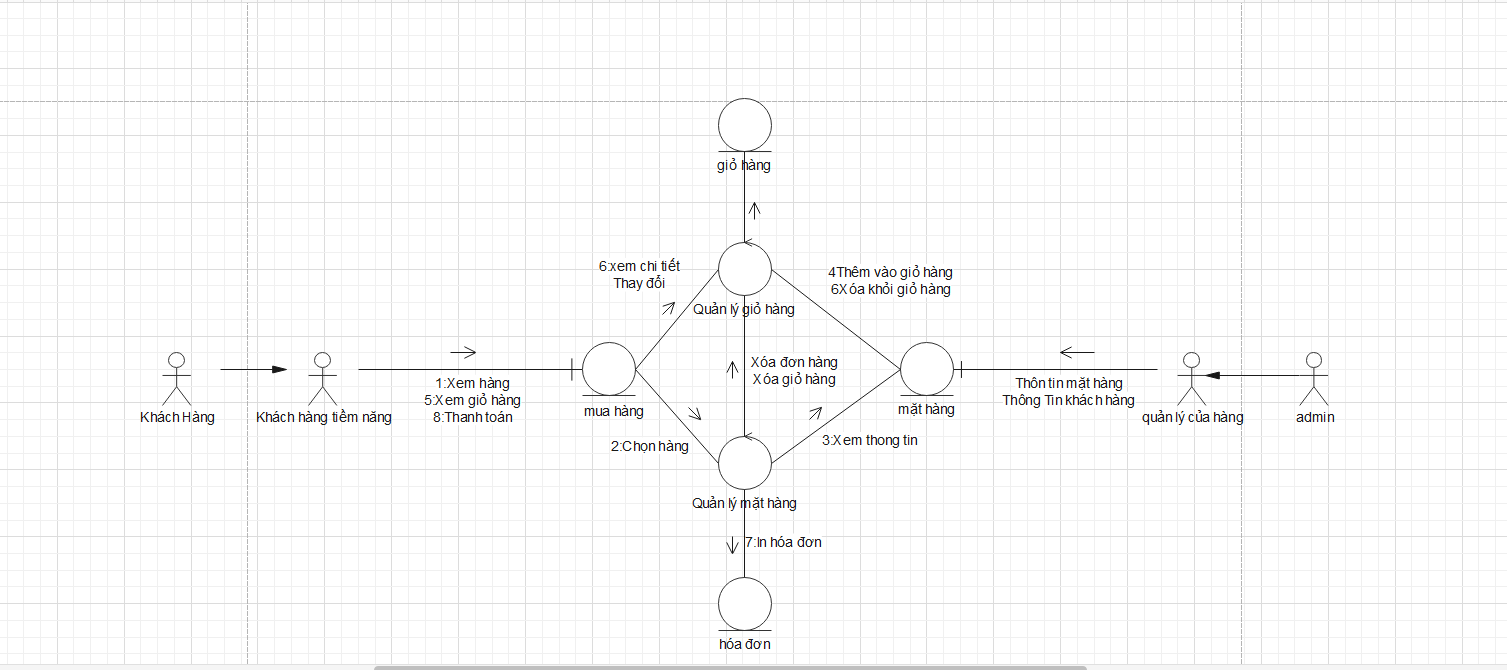 giỏ hàng
6:xem chi tiết
Thay đổi
4Thêm vào giỏ hàng
6Xóa khỏi giỏ hàng
Quản lý giỏ hàng
Xóa đơn hàng
Xóa giỏ hàng
1:Xem hàng
5:Xem giỏ hàng
8:Thanh toán
Thôn tin mặt hàng
Thông Tin khách hàng
Khách Hàng
Khách hàng tiềm năng
mua hàng
mặt hàng
quản lý của hàng
admin
2:Chọn hàng
3:Xem thong tin
Quản lý mặt hàng
7:In hóa đơn
hóa đơn